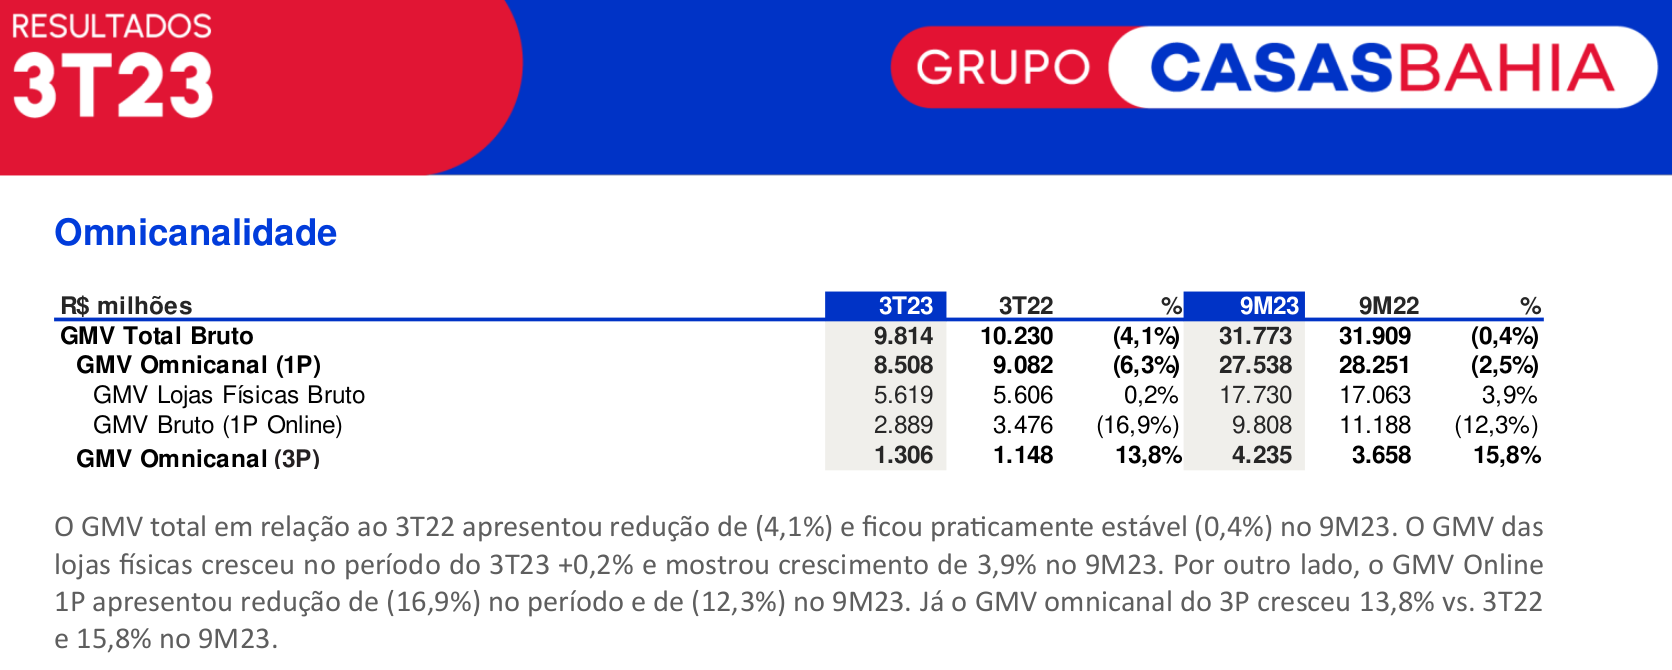 RESULTADOS
3T23
GRUPO CASASBAHIA
Omnicanalidade
R$ milhões 3T23 3T22 % 9M23 9M22 %
GMV Total Bruto 9.814 10.230 (4,1%) 31.773 31.909 (0,4%)
GMV Omnicanal (1P) 8.508 9.082 (6,3%) 27.538 28.251 (2,5%)
GMV Lojas Físicas Bruto 5.619 5.606 0,2% 17.730 17.063 3,9%
GMV Bruto (1P Online) 2.889 3.476 (16,9%) 9.808 11.188 (12,3%)
GMV Omnicanal (3P) 1.306 1.148 13,8% 4.235 3.658 15,8%
O GMV total em relação ao 3T22 apresentou redução de (4,1%) e ficou praticamente estável (0,4%) no 9M23. O GMV das
lojas físicas cresceu no período do 3T23 +0,2% e mostrou crescimento de 3,9% no 9M23. Por outro lado, o GMV Online
1P apresentou redução de (16,9%) no período e de (12,3%) no 9M23. Já o GMV omnicanal do 3P cresceu 13,8% vs. 3T22
e 15,8% no 9M23.